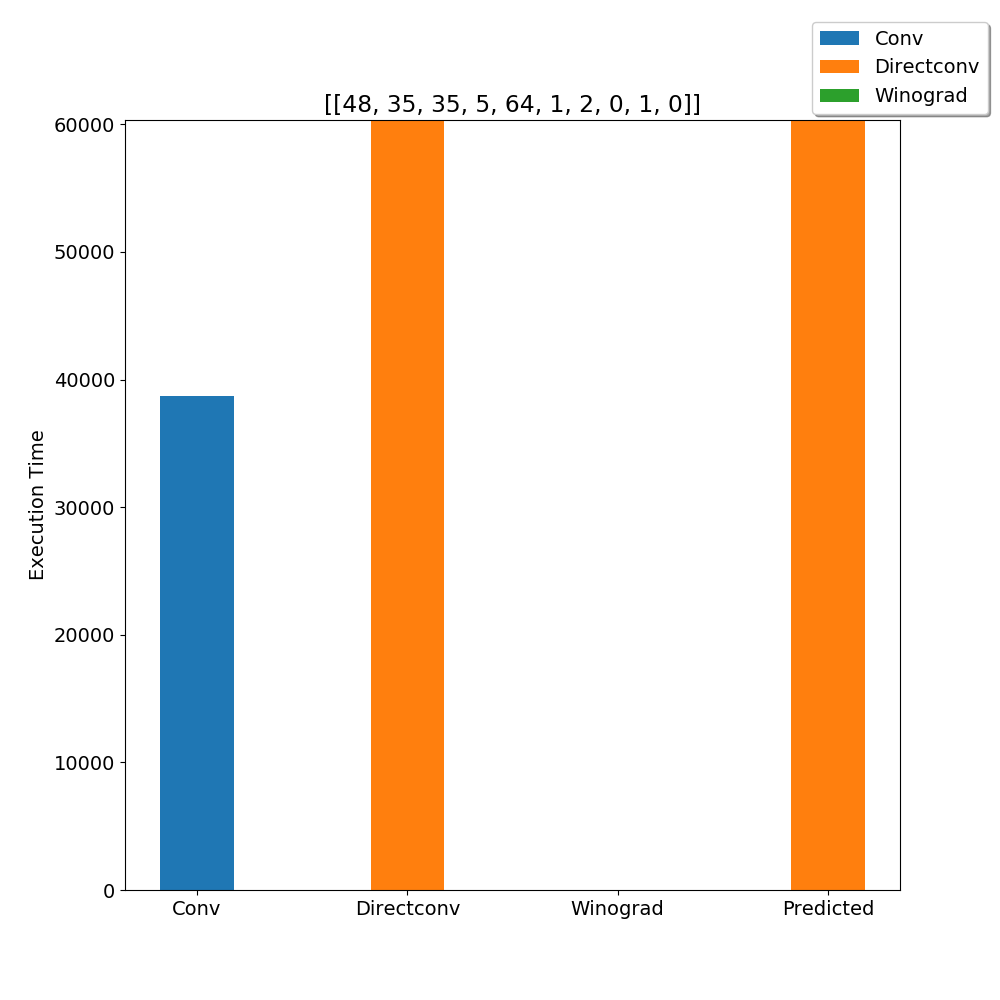 Conv
Directconv
Winograd
[[48, 35, 35, 5, 64, 1, 2, 0, 1, 0]]
60000
50000
40000
30000
20000
10000
0
Execution Time
Conv
Directconv
Winograd
Predicted